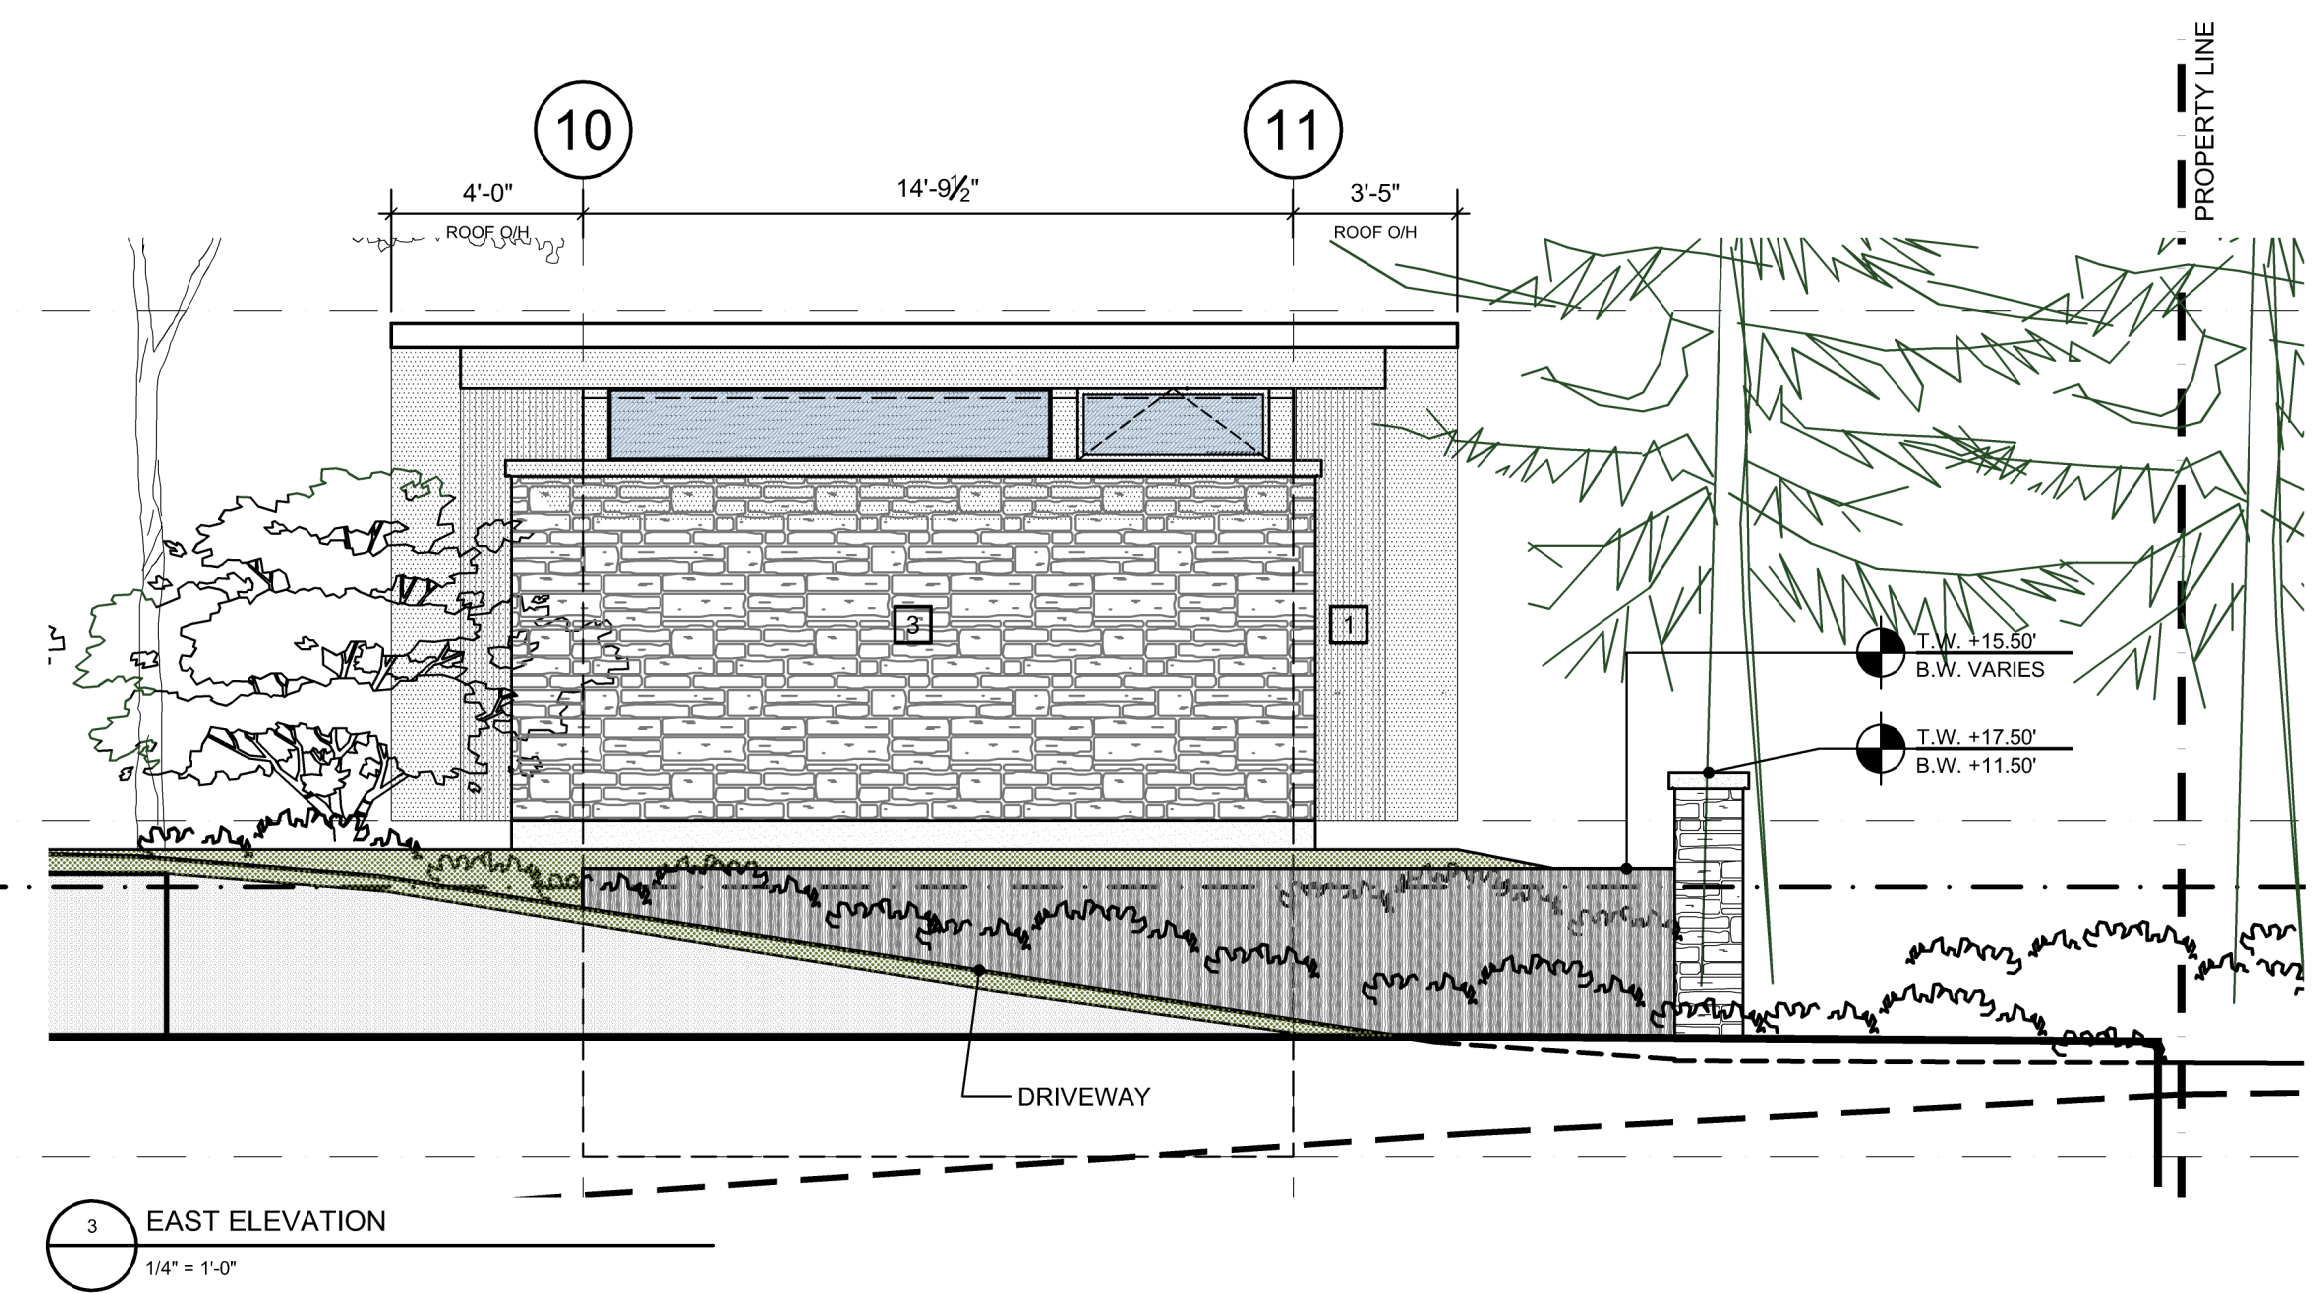 PROPERTY LINE
10
11
4'-0"
14'-9½"
3'-5"
ROOF O/H
ROOF O/H
3
1
T.W. +15.50'
B.W. VARIES
T.W. +17.50'
B.W. +11.50'
DRIVEWAY
3
EAST ELEVATION
1/4" = 1'-0"